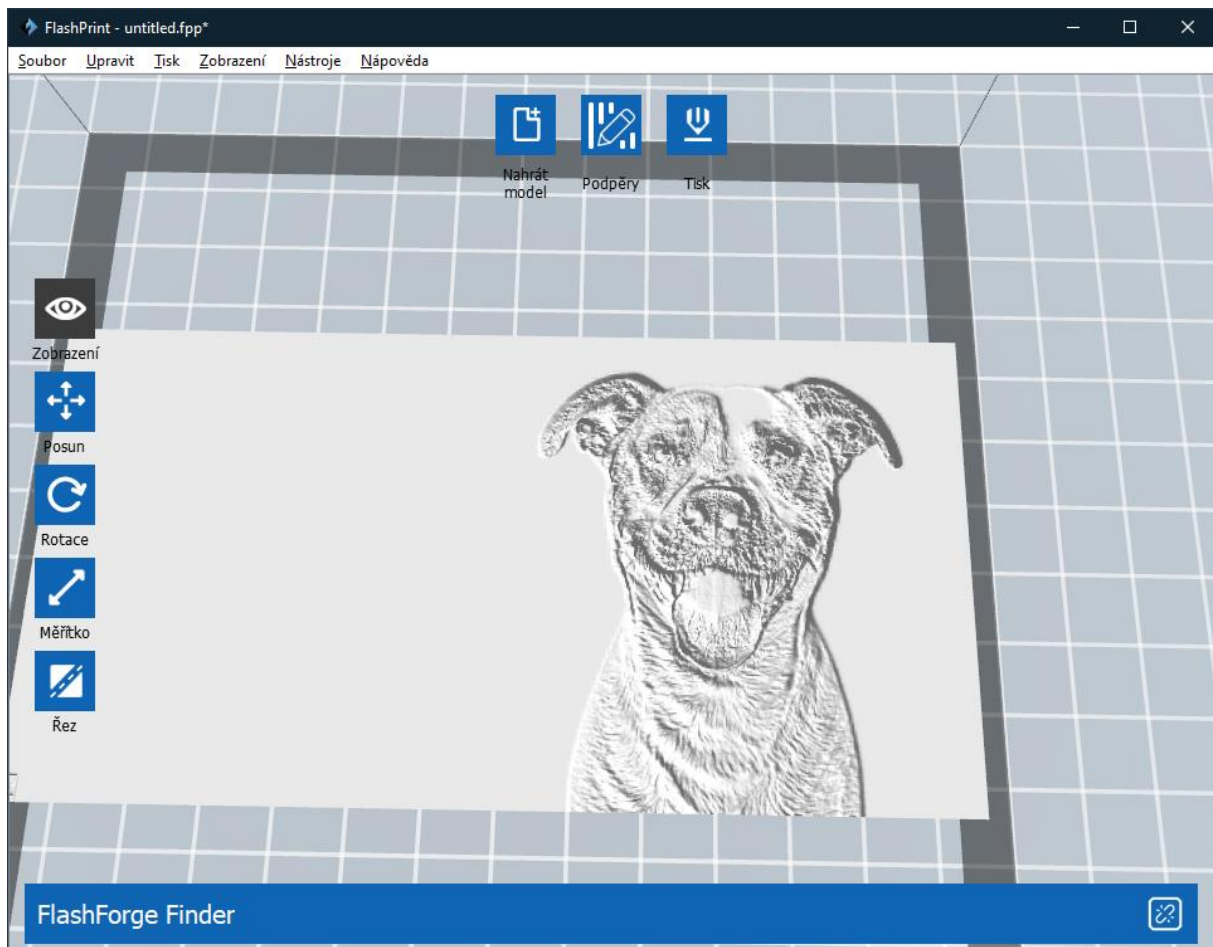 FlashPrint - untitled.fpp*
Soubor Upravit Tisk Zobrazení Nástroje Nápověda
Nahrát
model
Podpěry
Tisk
Zobrazení
Posun
Rotace
Měřítko
Řez
FlashForge Finder